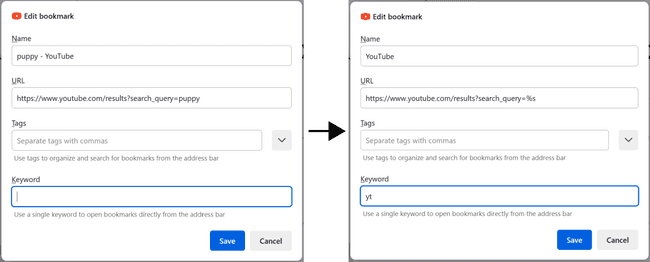 Edit bookmark
Name
puppy - YouTube
URL
https://www.youtube.com/results?search_query=puppy
Tags
Separate tags with commas
Use tags to organize and search for bookmarks from the address bar
Keyword
Use a single keyword to open bookmarks directly from the address bar
Save Cancel
Edit bookmark
Name
YouTube
URL
https://www.youtube.com/results?search_query=%s
Tags
Separate tags with commas
Use tags to organize and search for bookmarks from the address bar
Keyword
yt
Use a single keyword to open bookmarks directly from the address bar
Save Cancel